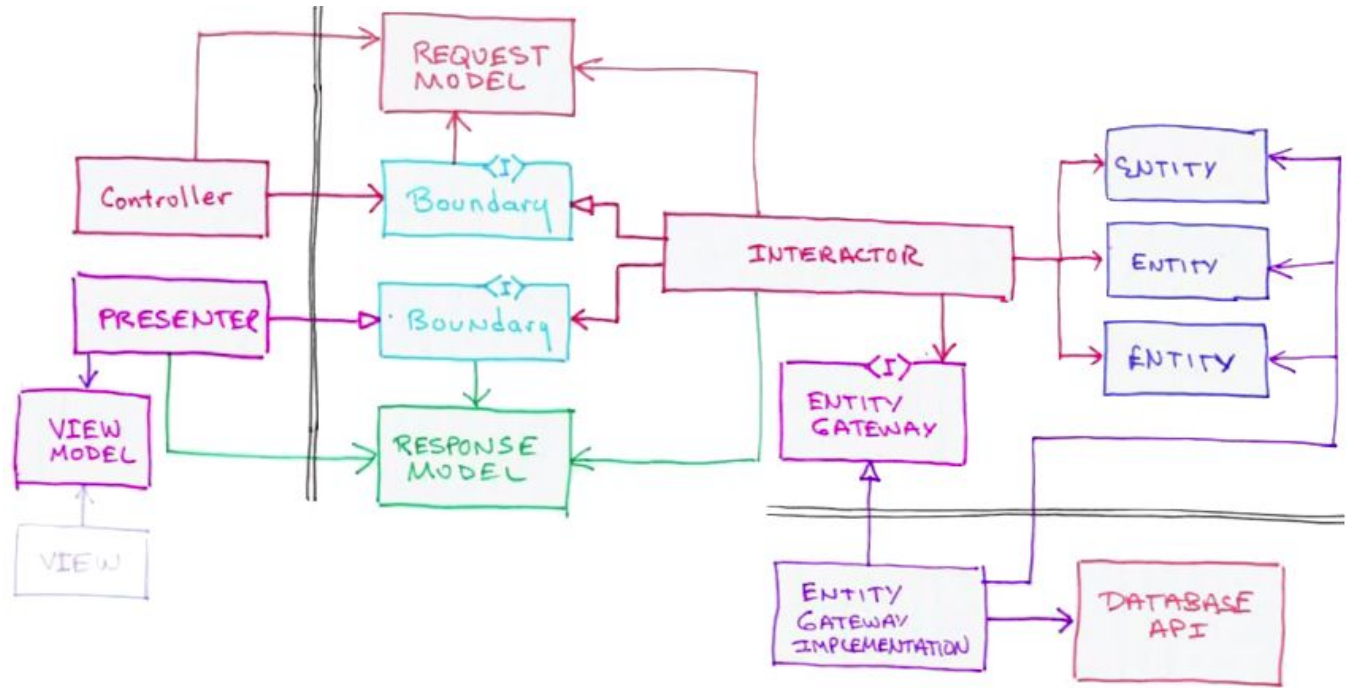 REQUEST
MODEL
Controller
<I>
Boundary
INTERACTOR
ENTITY
ENTITY
ENTITY
PRESENTER
<I>
Boundary
VIEW
MODEL
RESPONSE
MODEL
<I>
ENTITY
GATEWAY
VIEW
ENTITY
GATEWAY
IMPLEMENTATION
DATABASE
API